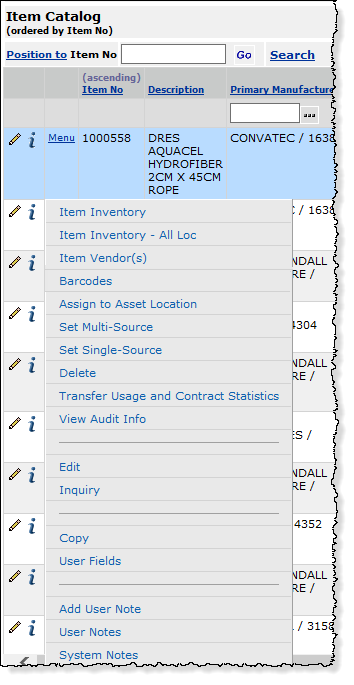 Item Catalog
(ordered by Item No)
Position to Item No Go Search
(ascending)
Item No Description Primary Manufacture
...
Menu 1000558 DRES CONVATEC / 1638
AQUACEL
HYDROFIBER
2CM X 45CM
ROPE
Item Inventory / 1638
Item Inventory - All Loc
Item Vendor(s) NDALL
Barcodes RE /
Assign to Asset Location
Set Multi-Source 4304
Set Single-Source NDALL
Delete RE /
Transfer Usage and Contract Statistics
View Audit Info
ES /
Edit NDALL
Inquiry RE /
4352
Copy
User Fields NDALL
RE /
Add User Note
User Notes / 3158
System Notes